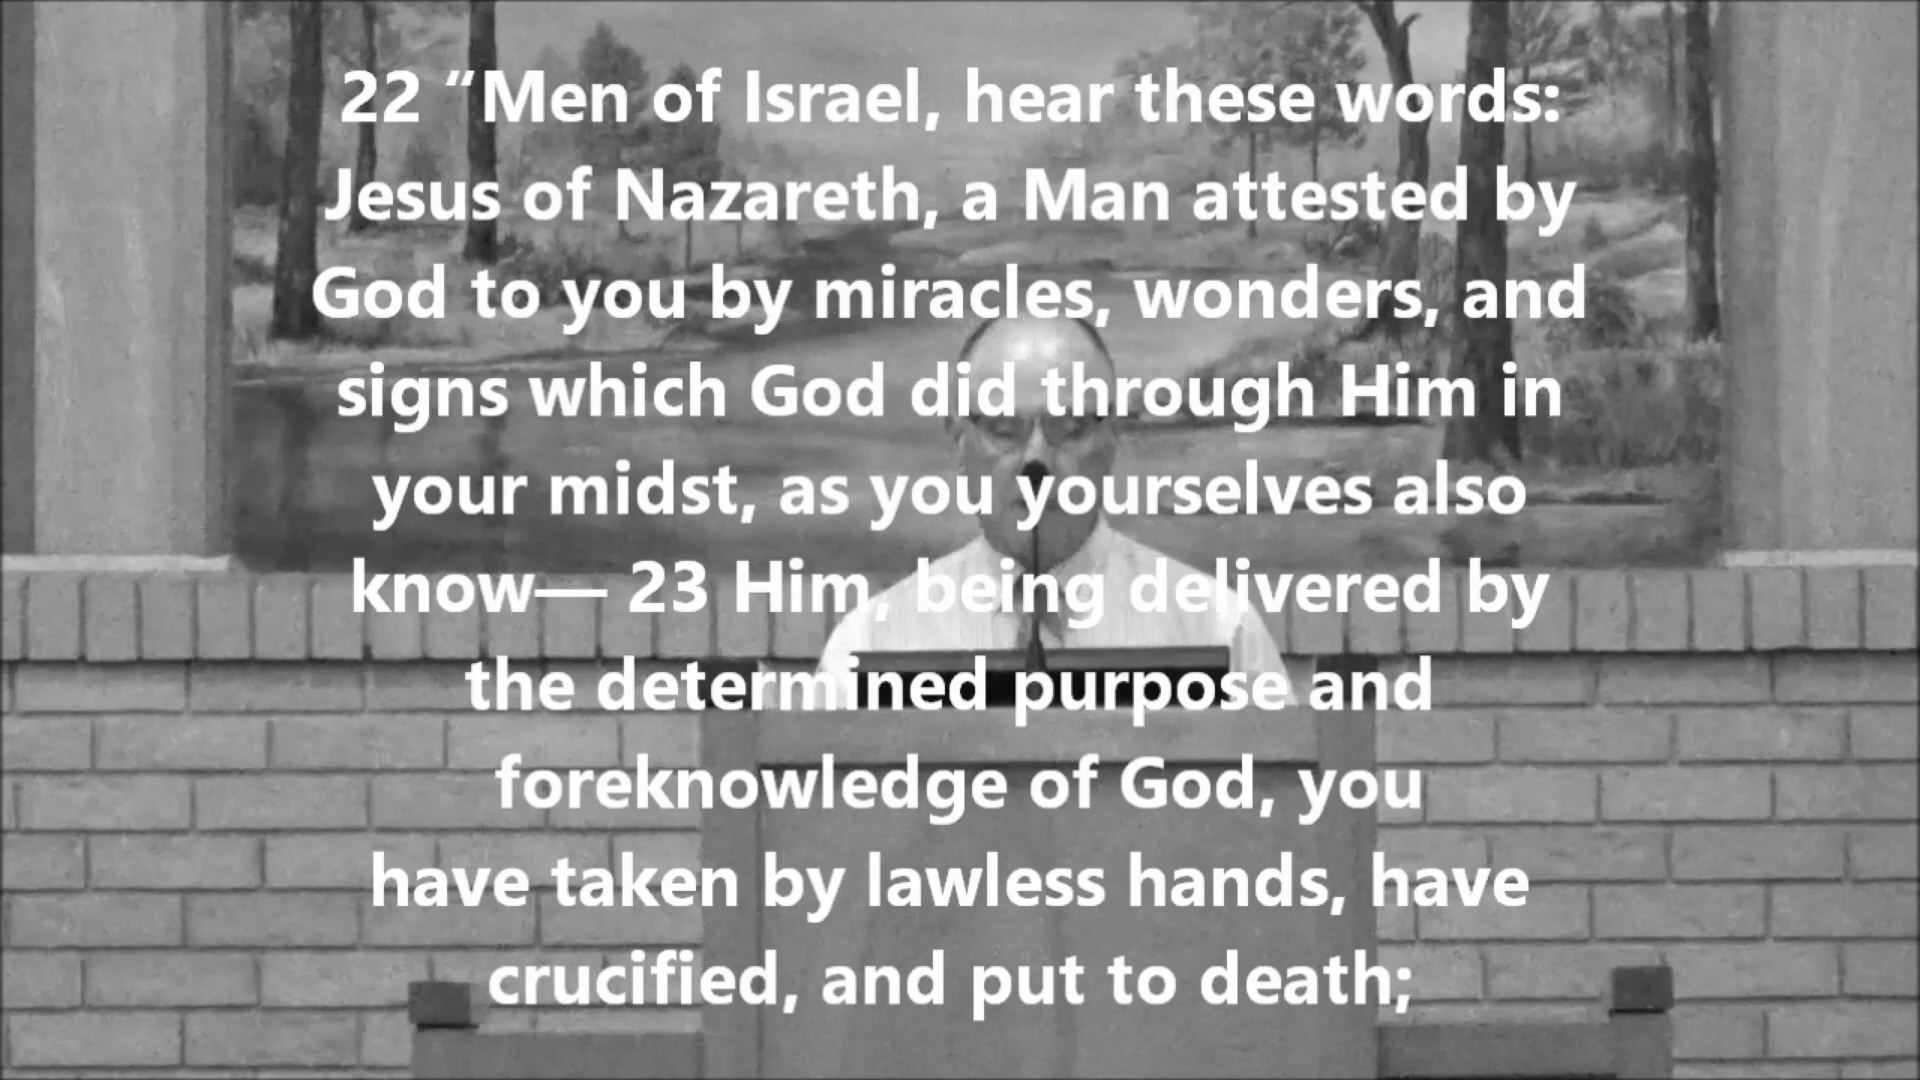 22 “Men of Israel, hear these words:
Jesus of Nazareth, a Man attested by
God to you by miracles, wonders, and
signs which God did through Him in
your midst, as you yourselves also
know— 23 Him, being delivered by
the determined purpose and
foreknowledge of God, you
have taken by lawless hands, have
crucified, and put to death;